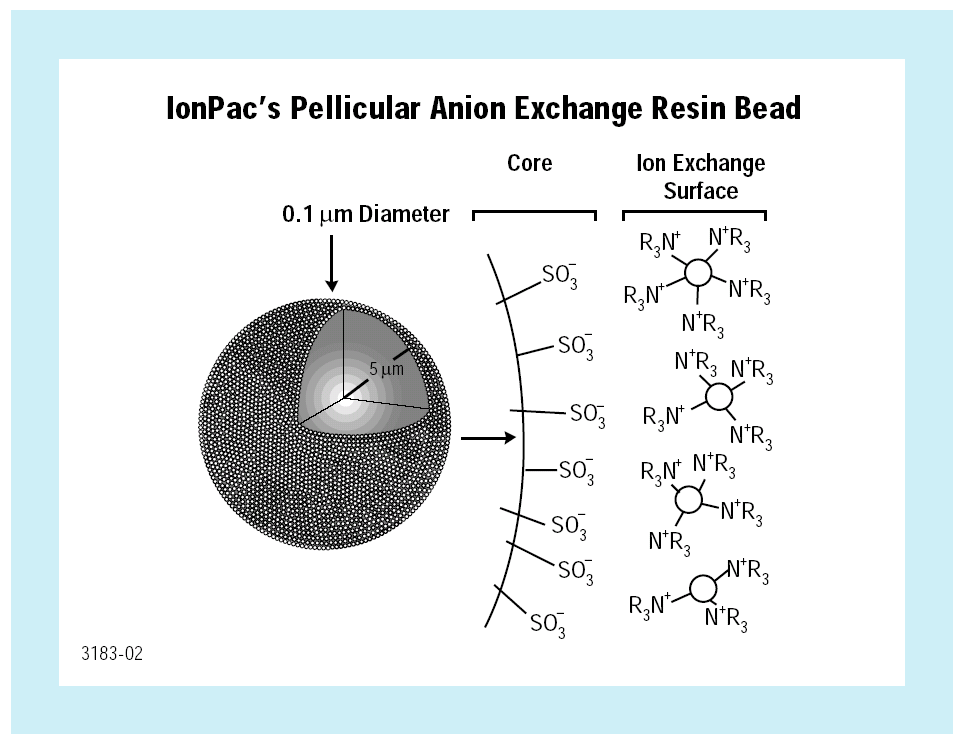 IonPac's Pellicular Anion Exchange Resin Bead
Core
Ion Exchange
Surface
0.1 μm Diameter
5 μm
SO₃⁻
SO₃⁻
SO₃⁻
SO₃⁻
SO₃⁻
SO₃⁻
SO₃⁻
R₃N⁺ N⁺R₃
R₃N⁺ N⁺R₃
N⁺R₃
N⁺R₃ N⁺R₃
R₃N⁺
N⁺R₃
R₃N⁺ N⁺R₃
N⁺R₃
N⁺R₃
N⁺R₃
R₃N⁺ N⁺R₃
3183-02